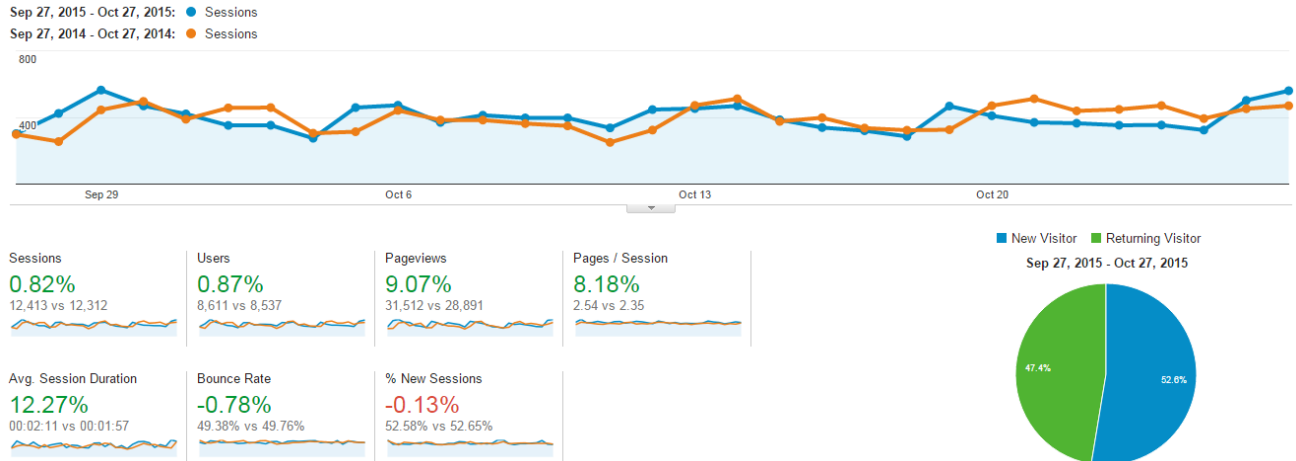 Sep 27, 2015 - Oct 27, 2015: Sessions
Sep 27, 2014 - Oct 27, 2014: Sessions
800
400
Sep 29 Oct 6 Oct 13 Oct 20
Sessions
0.82%
12,413 vs 12,312
Users
0.87%
8,611 vs 8,537
Pageviews
9.07%
31,512 vs 28,891
Pages / Session
8.18%
2.54 vs 2.35
Avg. Session Duration
12.27%
00:02:11 vs 00:01:57
Bounce Rate
-0.78%
49.38% vs 49.76%
% New Sessions
-0.13%
52.58% vs 52.65%
New Visitor Returning Visitor
Sep 27, 2015 - Oct 27, 2015
47.4%
52.6%